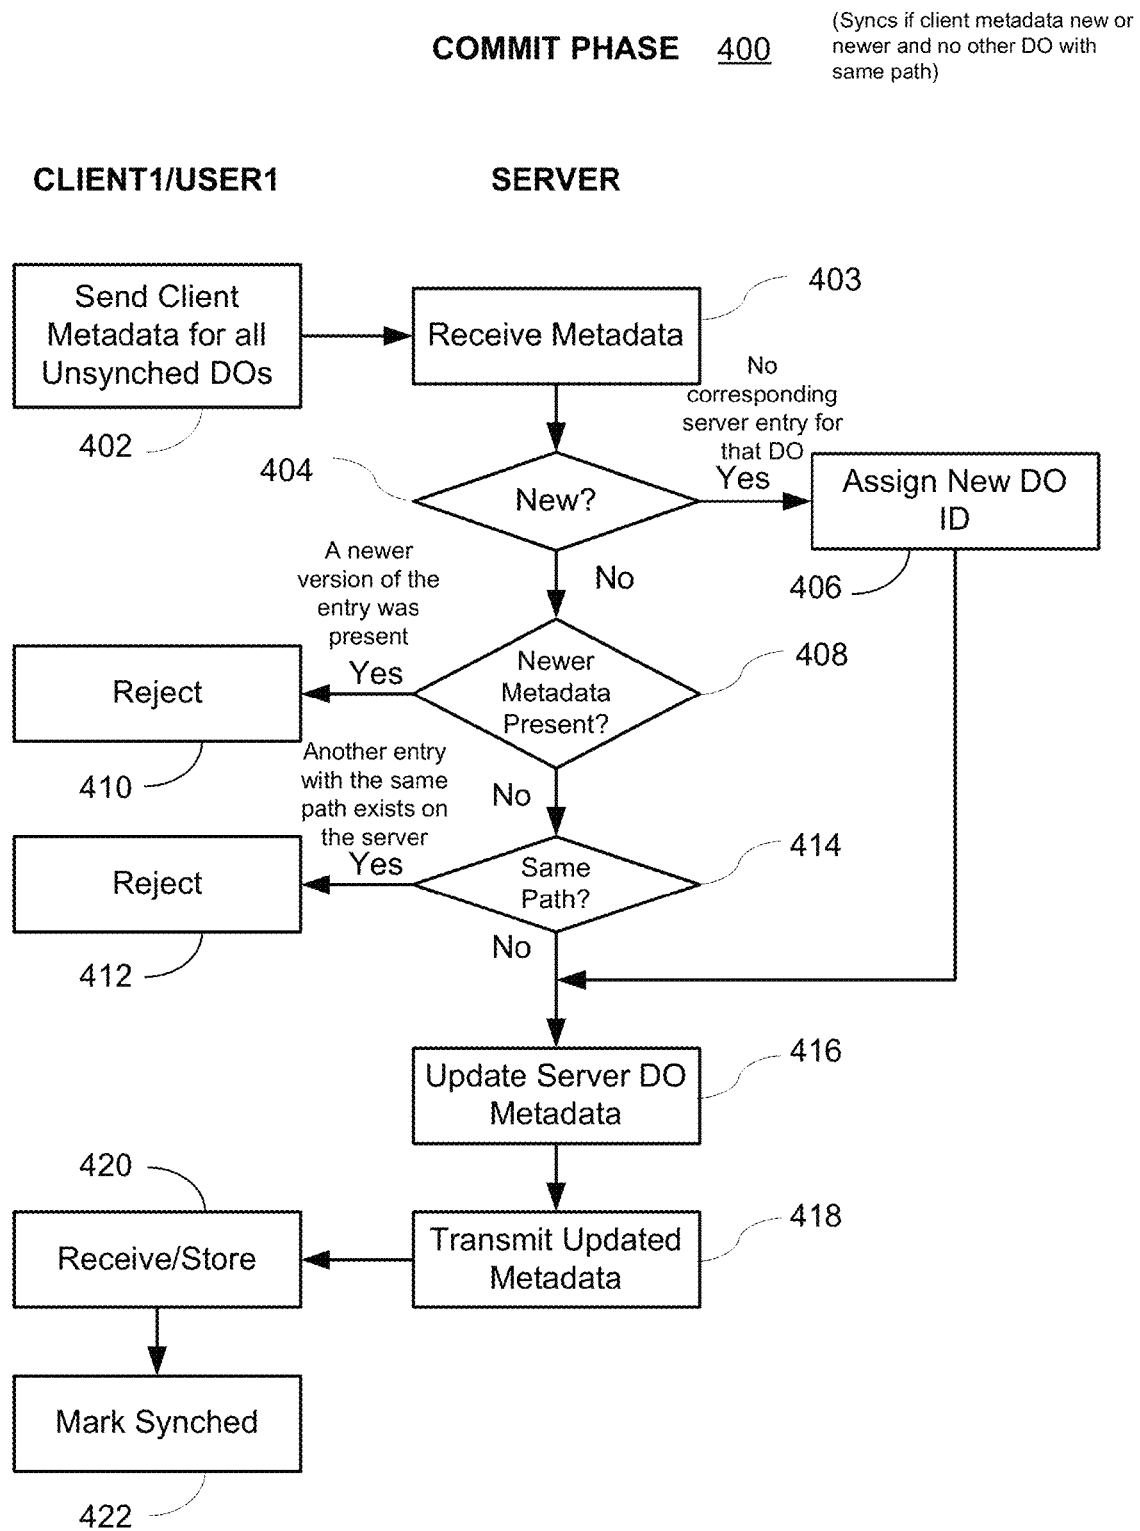 COMMIT PHASE 400
(Syncs if client metadata new or
newer and no other DO with
same path)
CLIENT1/USER1
SERVER
Send Client
Metadata for all
Unsynched DOs
402
Receive Metadata
403
No
corresponding
server entry for
that DO
404
New?
Yes
Assign New DO
ID
406
No
A newer
version of the
entry was
present
Yes
Newer
Metadata
Present?
408
Reject
410
No
Another entry
with the same
path exists on
the server
Yes
Same
Path?
414
Reject
412
No
Update Server DO
Metadata
416
Transmit Updated
Metadata
418
420
Receive/Store
Mark Synched
422